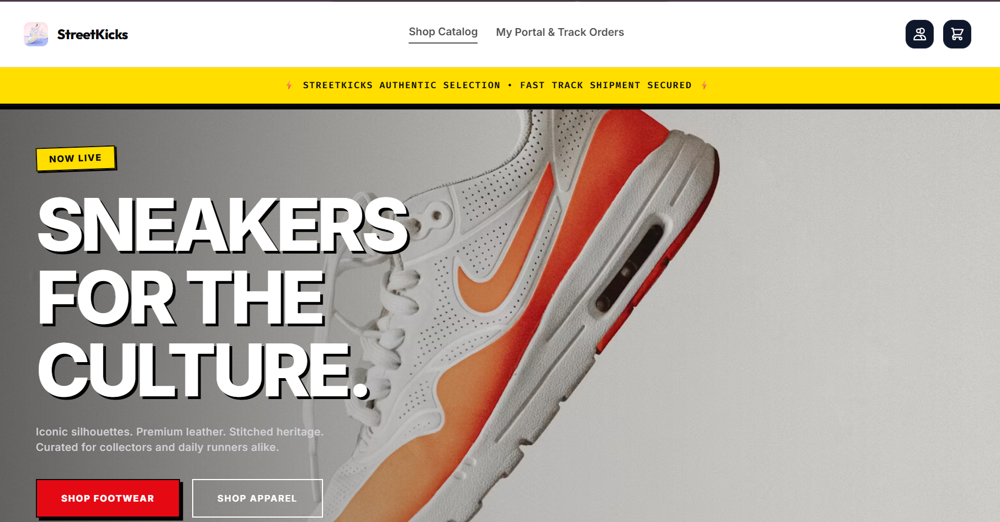 StreetKicks
Shop Catalog
My Portal & Track Orders
⚡ STREETKICKS AUTHENTIC SELECTION • FAST TRACK SHIPMENT SECURED ⚡
NOW LIVE
SNEAKERS
FOR THE
CULTURE.
Iconic silhouettes. Premium leather. Stitched heritage.
Curated for collectors and daily runners alike.
SHOP FOOTWEAR
SHOP APPAREL